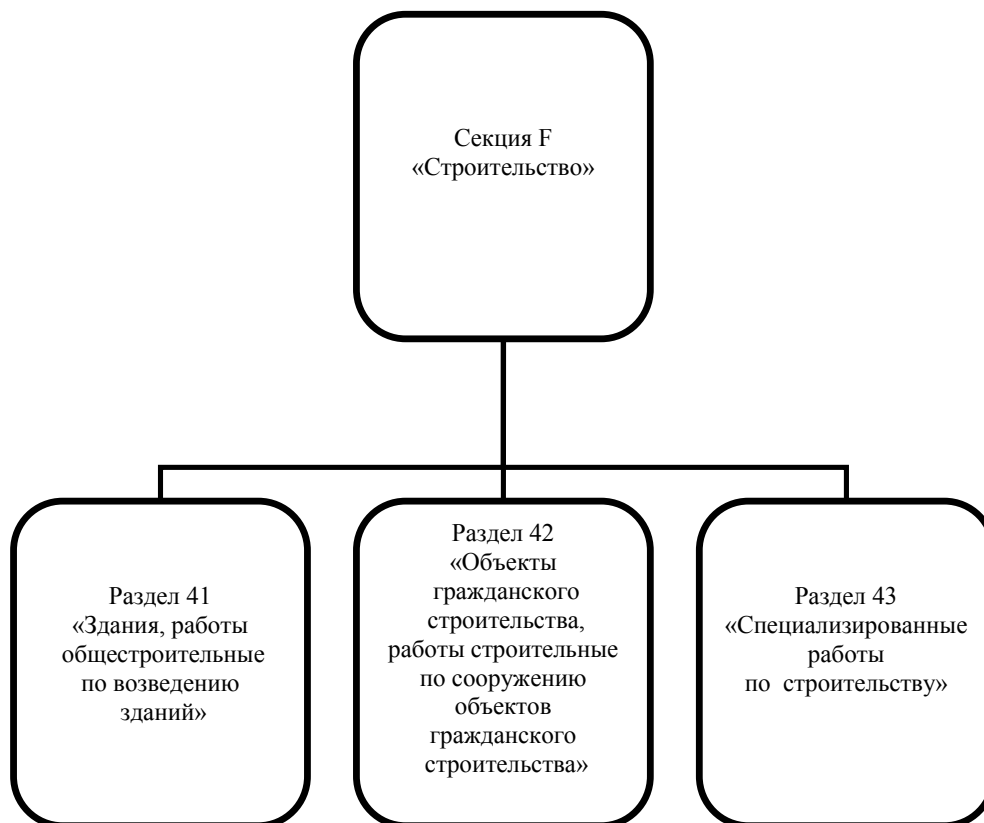 Секция F
«Строительство»
Раздел 41
«Здания, работы
общестроительные
по возведению
зданий»
Раздел 42
«Объекты
гражданского
строительства,
работы строительные
по сооружению
объектов
гражданского
строительства»
Раздел 43
«Специализированные
работы
по строительству»